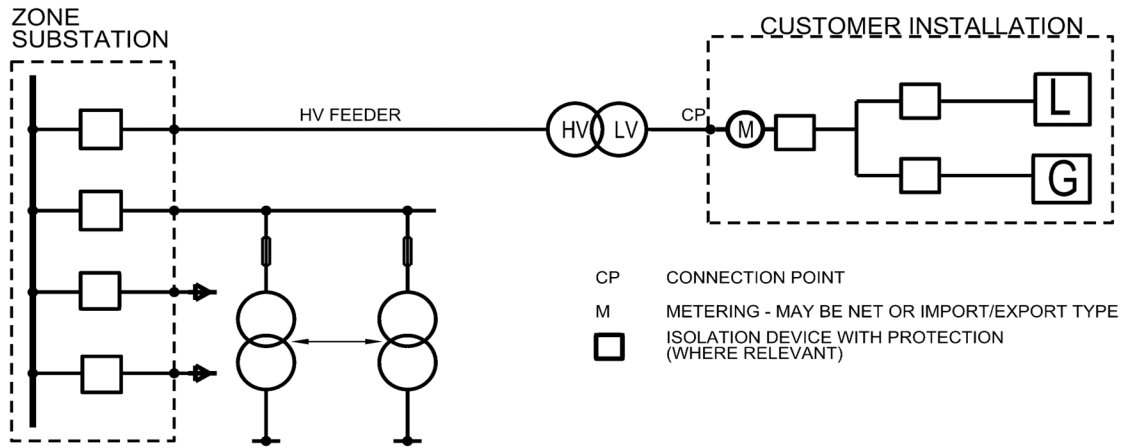 ZONE
SUBSTATION
CUSTOMER INSTALLATION
HV FEEDER
HV
LV
CP
M
L
G
CP CONNECTION POINT
M METERING - MAY BE NET OR IMPORT/EXPORT TYPE
ISOLATION DEVICE WITH PROTECTION
(WHERE RELEVANT)